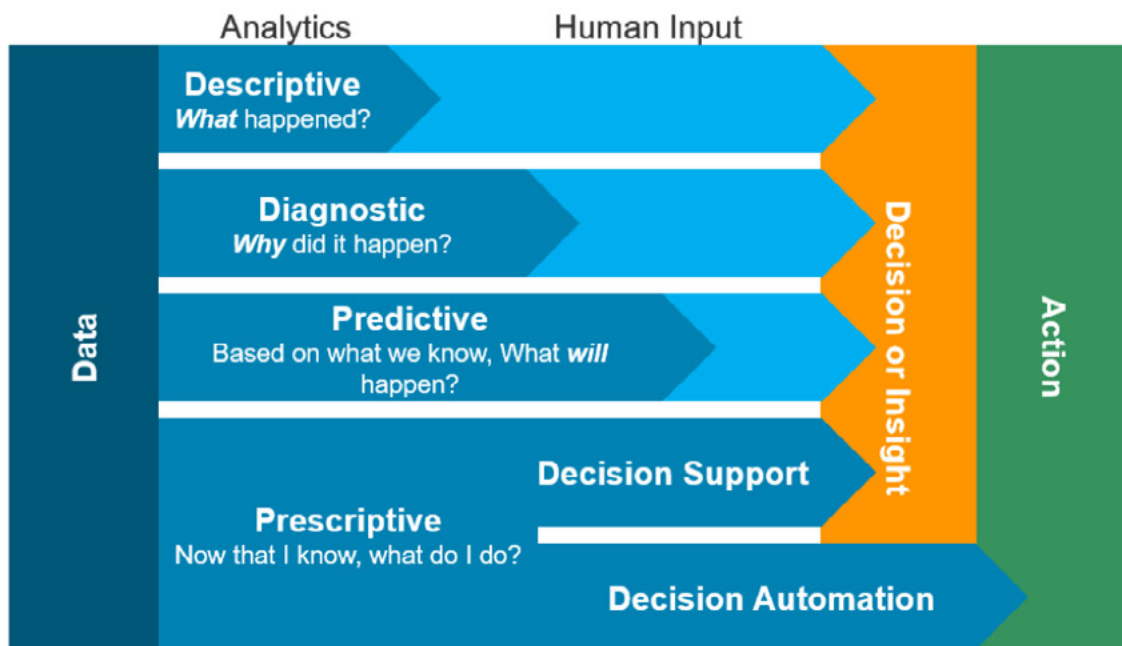 Analytics
Human Input
Data
Descriptive
What happened?
Diagnostic
Why did it happen?
Predictive
Based on what we know, What will
happen?
Prescriptive
Now that I know, what do I do?
Decision Support
Decision Automation
Decision or Insight
Action